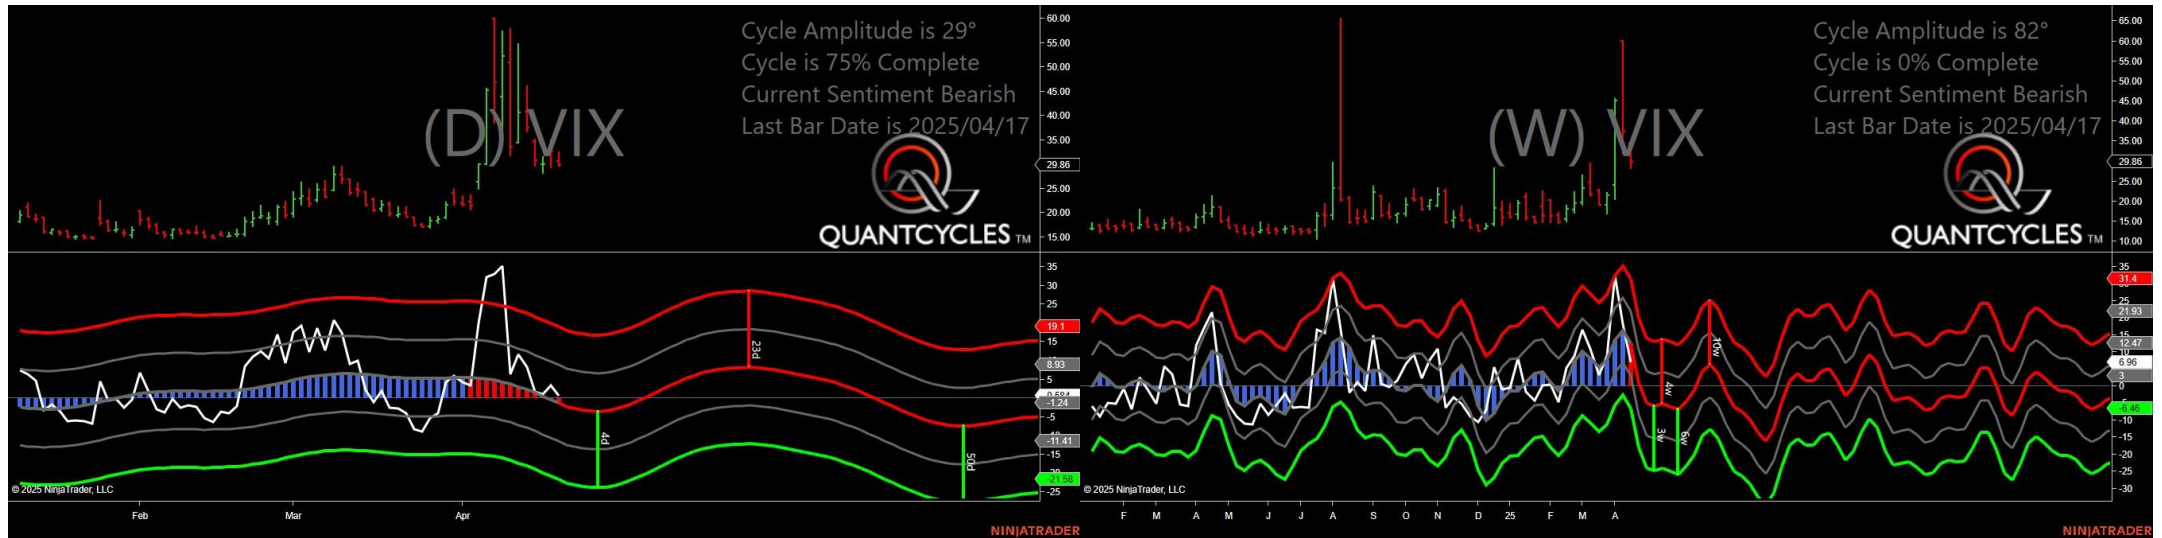 Cycle Amplitude is 29°
Cycle is 75% Complete
Current Sentiment Bearish
Last Bar Date is 2025/04/17
(D) VIX
QUANTCYCLES TM
60.00
55.00
50.00
45.00
40.00
35.00
29.86
25.00
20.00
15.00
35
30
25
19.1
15
8.93
5
0.584
-1.24
-5
-11.41
-15
-21.58
-25
23d
4d
50d
© 2025 NinjaTrader, LLC
Feb Mar Apr
NINJATRADER
Cycle Amplitude is 82°
Cycle is 0% Complete
Current Sentiment Bearish
Last Bar Date is 2025/04/17
(W) VIX
QUANTCYCLES TM
65.00
60.00
55.00
50.00
45.00
40.00
35.00
29.86
25.00
20.00
15.00
10.00
35
31.4
21.93
15
12.47
10
6.96
3
0
-6.46
-10
-15
-20
-25
-30
10w
4w
3w
6w
© 2025 NinjaTrader, LLC
F M A M J J A S O N D 25 F M A
NINJATRADER